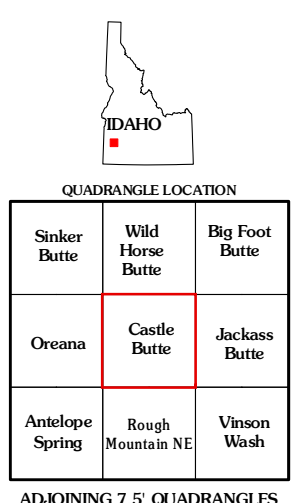 IDAHO
QUADRANGLE LOCATION
Sinker
Butte
Wild
Horse
Butte
Big Foot
Butte
Oreana
Castle
Butte
Jackass
Butte
Antelope
Spring
Rough
Mountain NE
Vinson
Wash
ADJOINING 7.5' QUADRANGLES